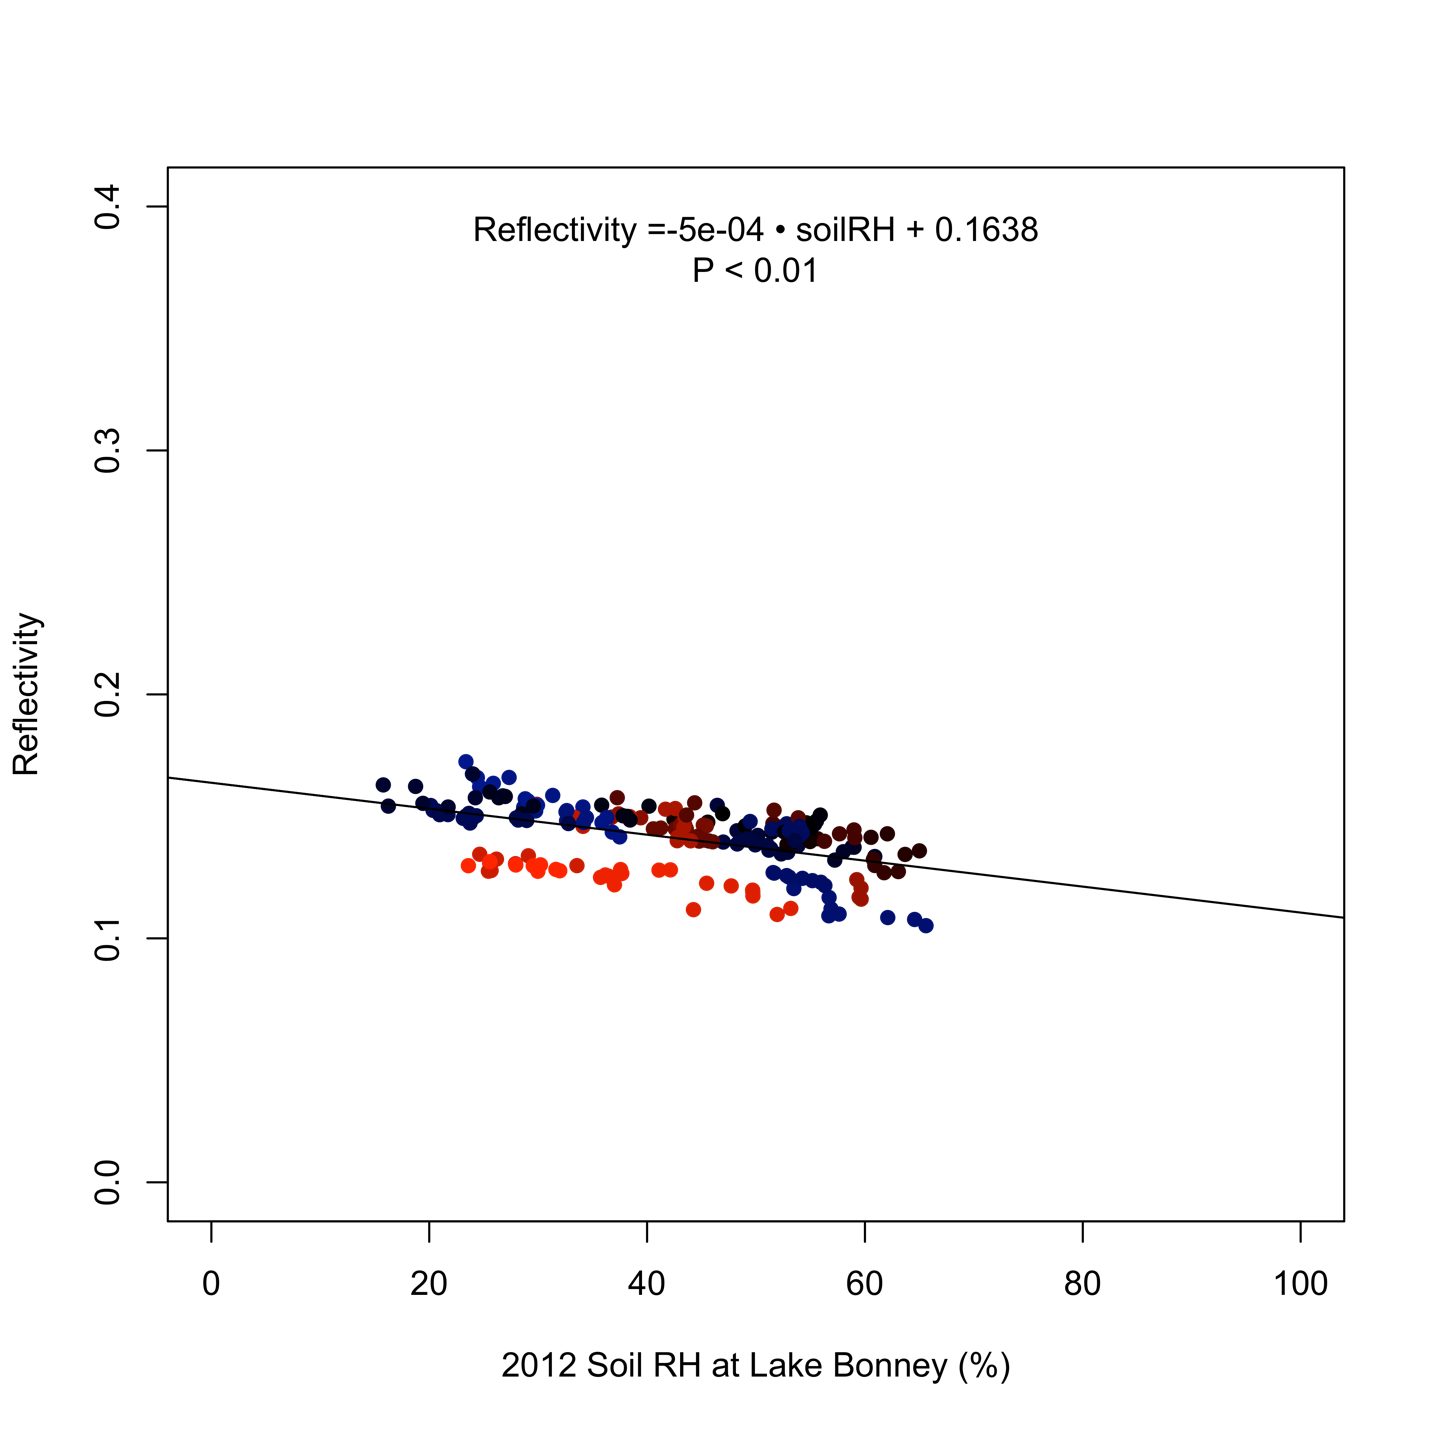 Reflectivity =-5e-04 • soilRH + 0.1638
P < 0.01
0.4
0.3
0.2
0.1
0.0
Reflectivity
0 20 40 60 80 100
2012 Soil RH at Lake Bonney (%)